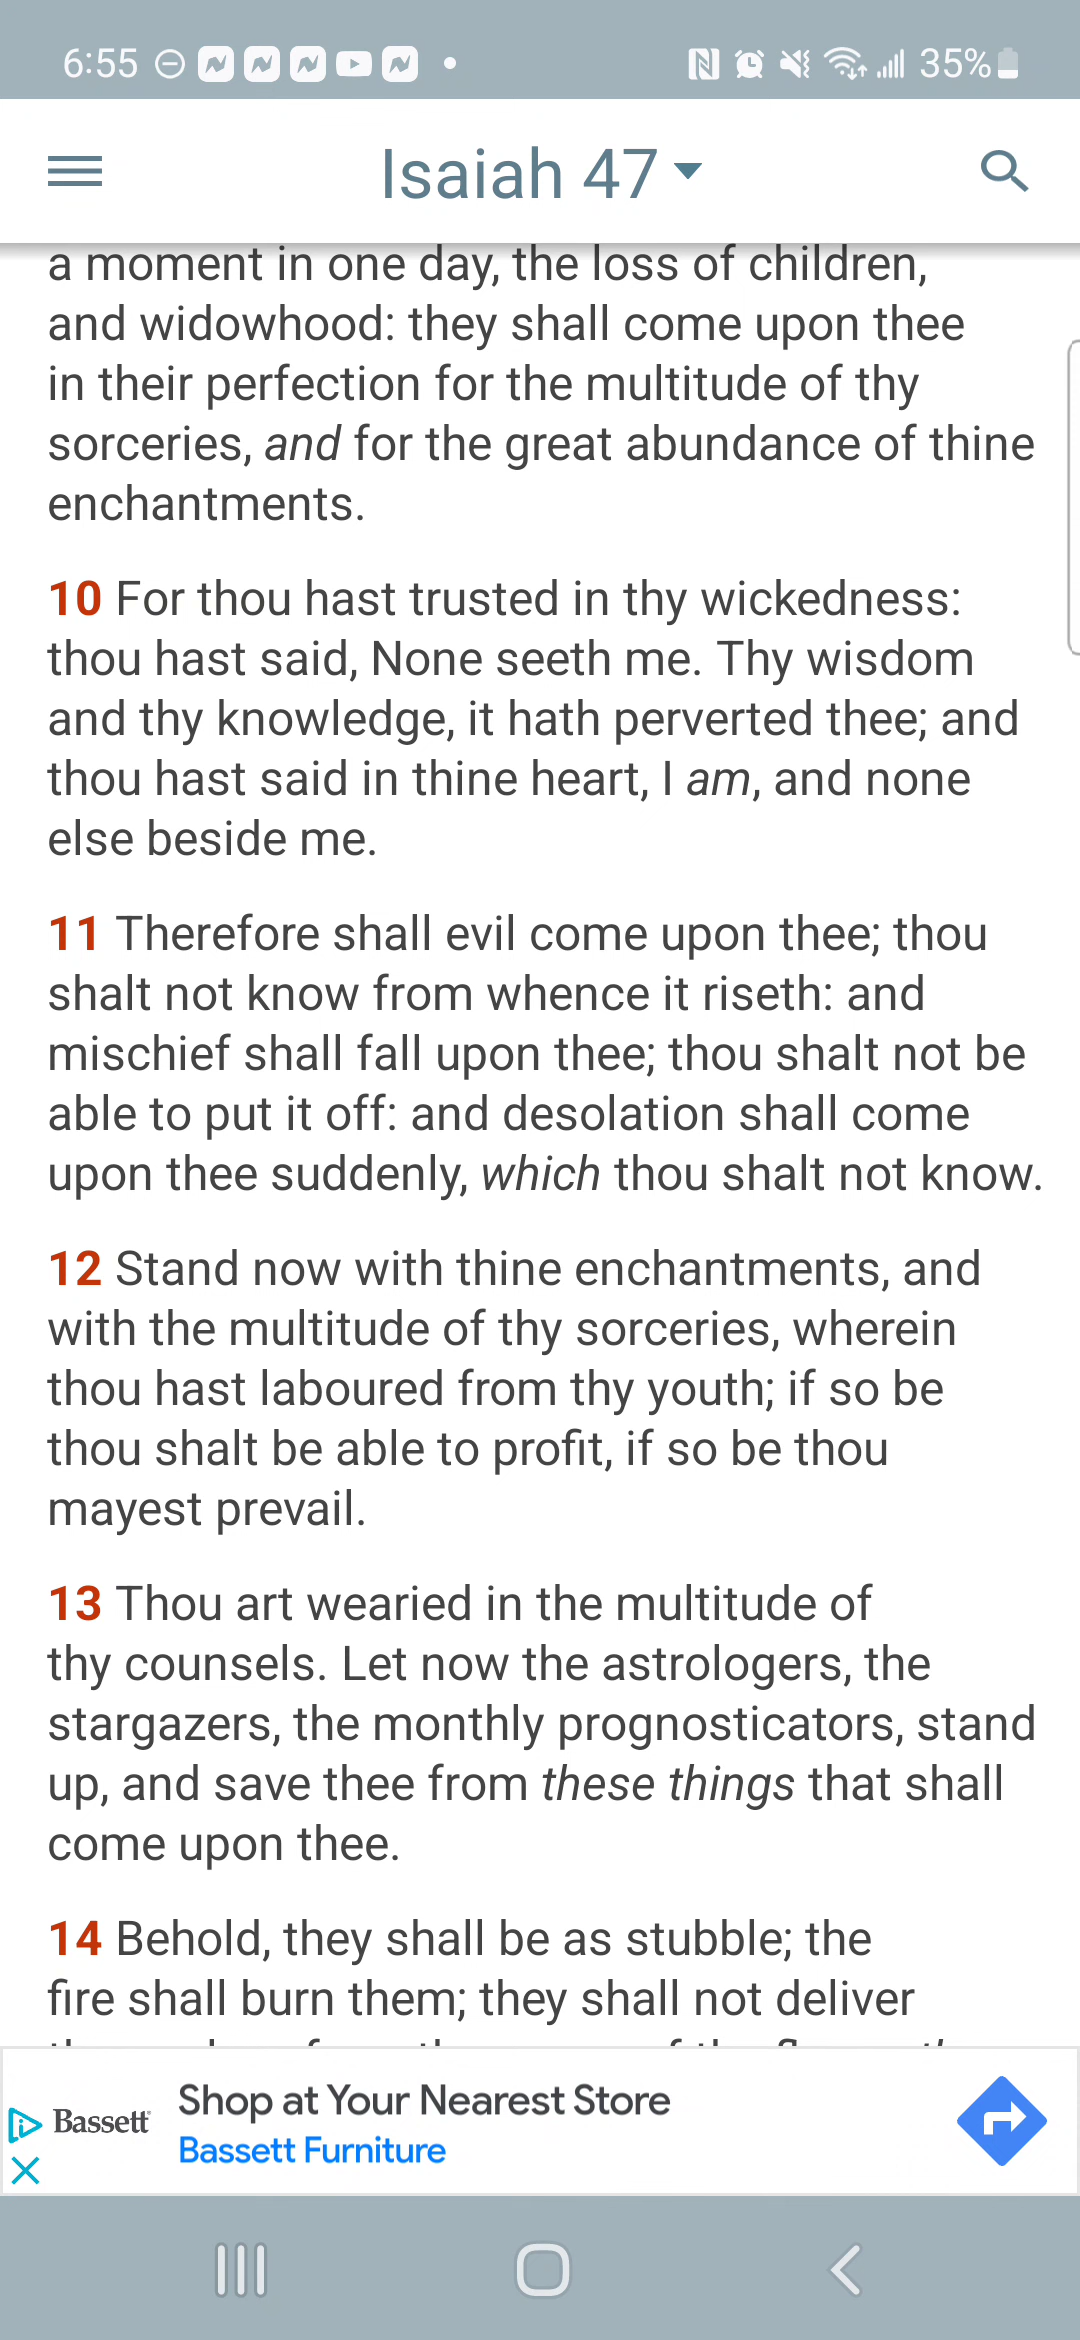 6:55
35%
Isaiah 47
a moment in one day, the loss of children,
and widowhood: they shall come upon thee
in their perfection for the multitude of thy
sorceries, and for the great abundance of thine
enchantments.
10 For thou hast trusted in thy wickedness:
thou hast said, None seeth me. Thy wisdom
and thy knowledge, it hath perverted thee; and
thou hast said in thine heart, I am, and none
else beside me.
11 Therefore shall evil come upon thee; thou
shalt not know from whence it riseth: and
mischief shall fall upon thee; thou shalt not be
able to put it off: and desolation shall come
upon thee suddenly, which thou shalt not know.
12 Stand now with thine enchantments, and
with the multitude of thy sorceries, wherein
thou hast laboured from thy youth; if so be
thou shalt be able to profit, if so be thou
mayest prevail.
13 Thou art wearied in the multitude of
thy counsels. Let now the astrologers, the
stargazers, the monthly prognosticators, stand
up, and save thee from these things that shall
come upon thee.
14 Behold, they shall be as stubble; the
fire shall burn them; they shall not deliver
Bassett
Shop at Your Nearest Store
Bassett Furniture